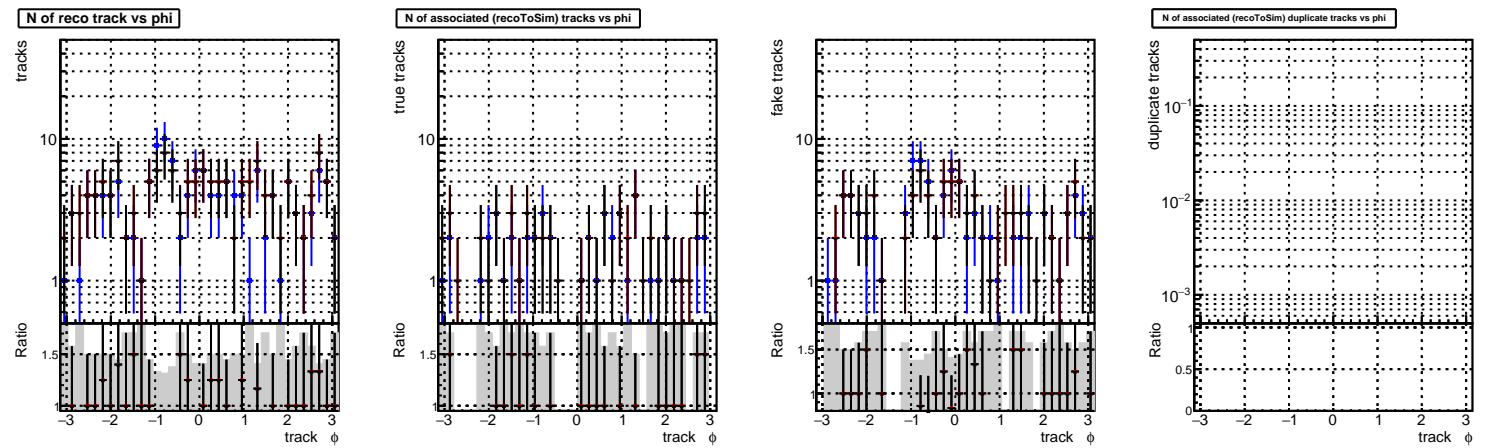 N of reco track vs phi
tracks
10
1
Ratio
1.5
1
−3 −2 −1 0 1 2 3
track ϕ
N of associated (recoToSim) tracks vs phi
true tracks
10
1
Ratio
1.5
1
−3 −2 −1 0 1 2 3
track ϕ
fake tracks
10
1
Ratio
1.5
1
−3 −2 −1 0 1 2 3
track ϕ
N of associated (recoToSim) duplicate tracks vs phi
duplicate tracks
10−1
10−2
10−3
Ratio
1
0.5
0
−3 −2 −1 0 1 2 3
track ϕ